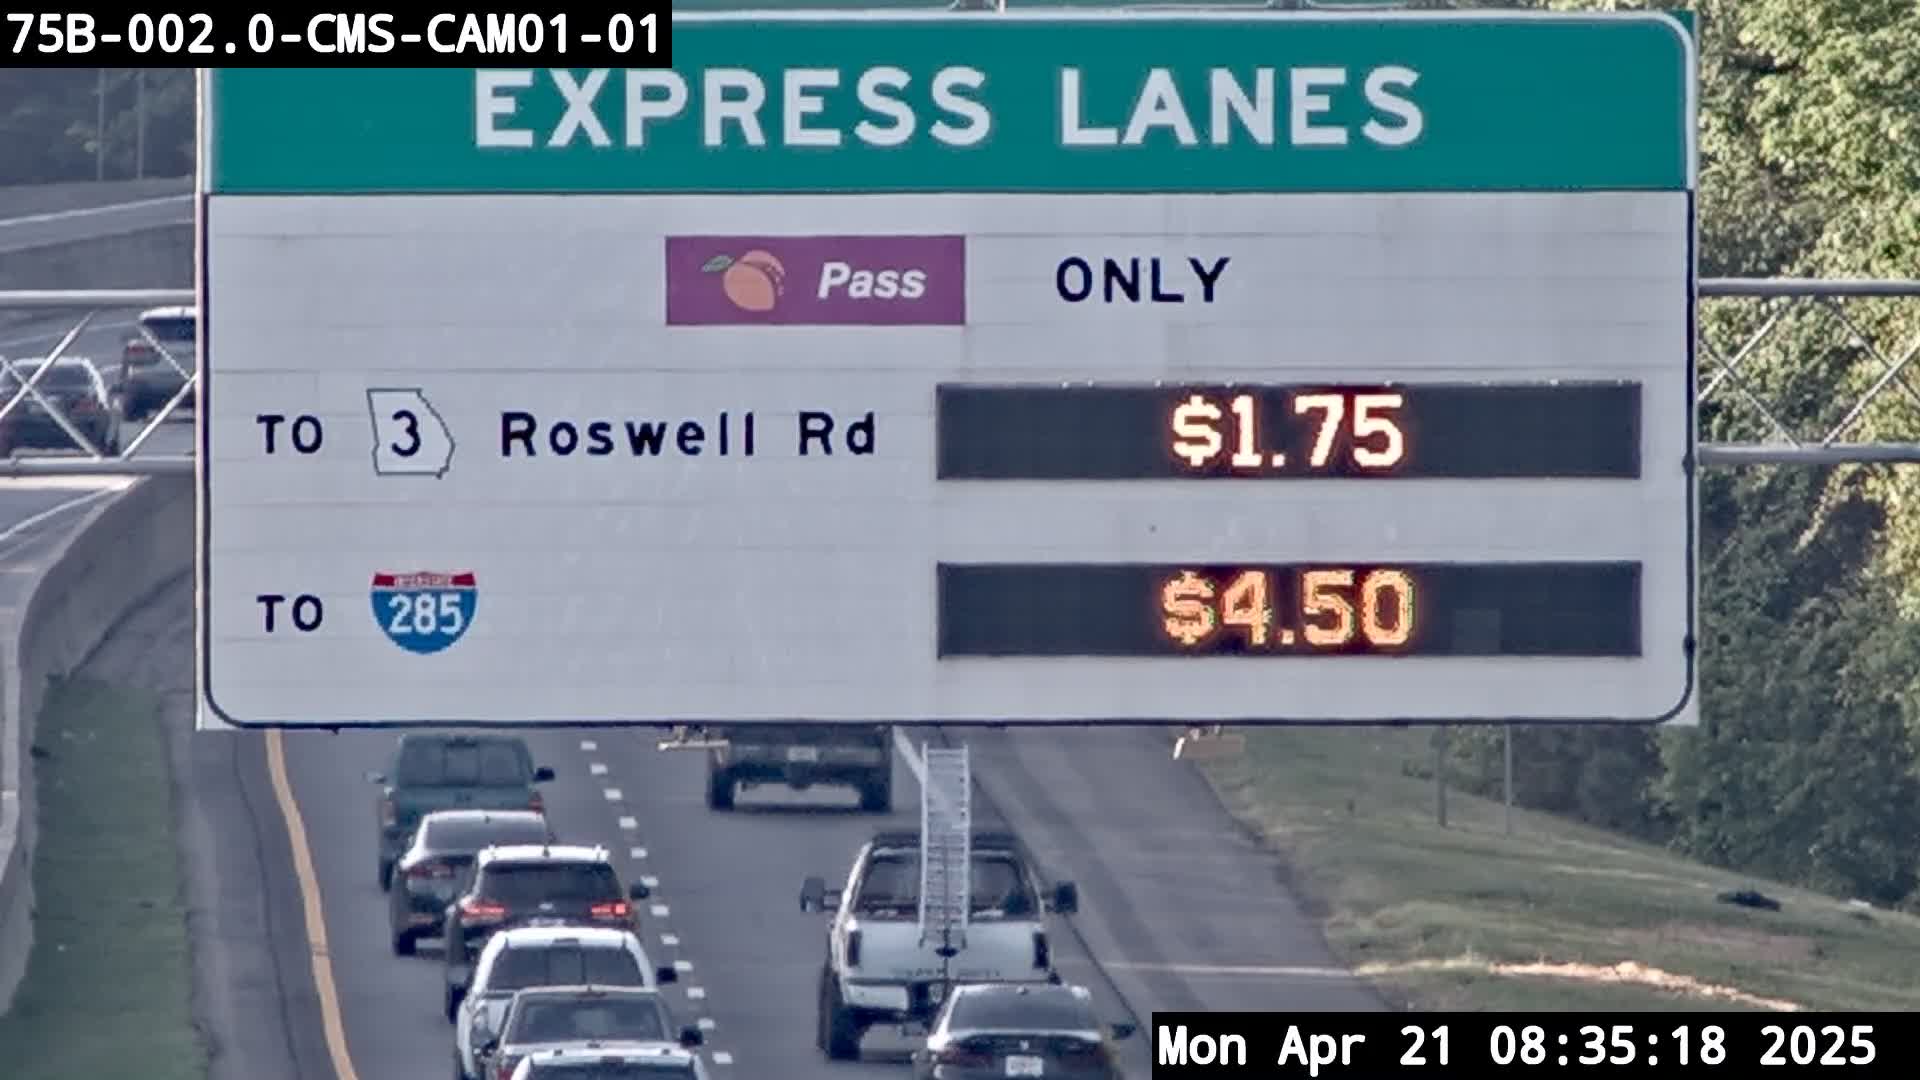 75B-002.0-CMS-CAM01-01
EXPRESS LANES
Pass ONLY
TO 3 Roswell Rd $1.75
INTERSTATE
TO 285 $4.50
Mon Apr 21 08:35:18 2025